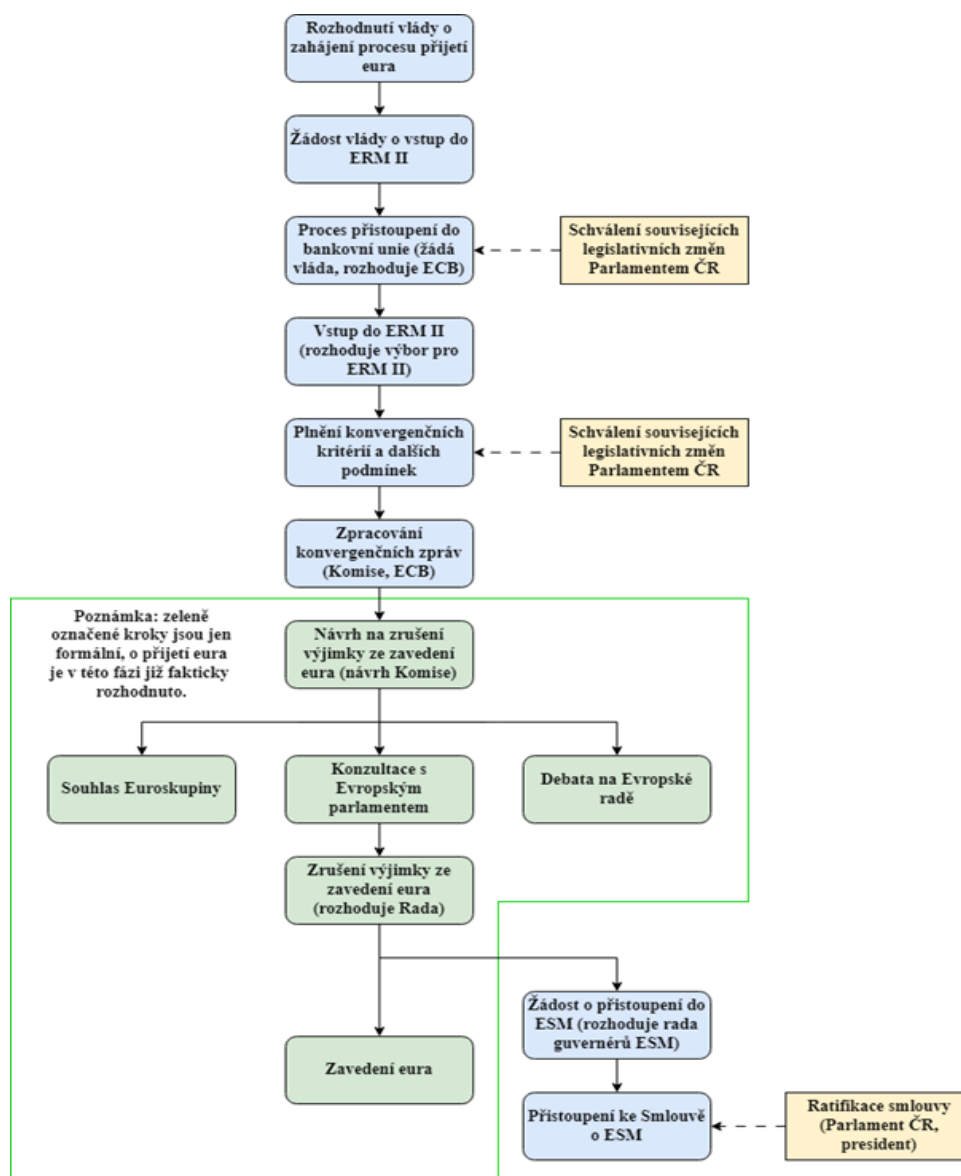 Rozhodnutí vlády o
zahájení procesu přijetí
eura
Žádost vlády o vstup do
ERM II
Proces přistoupení do
bankovní unie (žádá
vláda, rozhoduje ECB)
Schválení souvisejících
legislativních změn
Parlamentem ČR
Vstup do ERM II
(rozhoduje výbor pro
ERM II)
Plnění konvergenčních
kritérií a dalších
podmínek
Schválení souvisejících
legislativních změn
Parlamentem ČR
Zpracování
konvergenčních zpráv
(Komise, ECB)
Poznámka: zeleně
označené kroky jsou jen
formální, o přijetí eura
je v této fázi již fakticky
rozhodnuto.
Návrh na zrušení
výjimky ze zavedení
eura (návrh Komise)
Souhlas Euroskupiny
Konzultace s
Evropským
parlamentem
Debata na Evropské
radě
Zrušení výjimky ze
zavedení eura
(rozhoduje Rada)
Žádost o přistoupení do
ESM (rozhoduje rada
guvernérů ESM)
Zavedení eura
Přistoupení ke Smlouvě
o ESM
Ratifikace smlouvy
(Parlament ČR,
president)